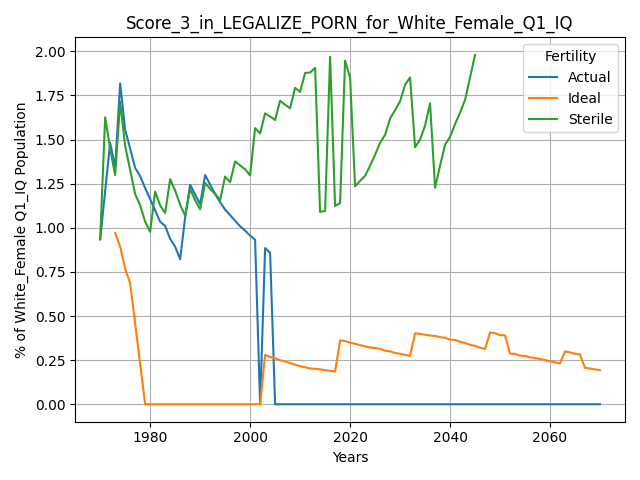 Score_3_in_LEGALIZE_PORN_for_White_Female_Q1_IQ
% of White_Female Q1_IQ Population
2.00
1.75
1.50
1.25
1.00
0.75
0.50
0.25
0.00
Fertility
Actual
Ideal
Sterile
1980
2000
2020
2040
2060
Years